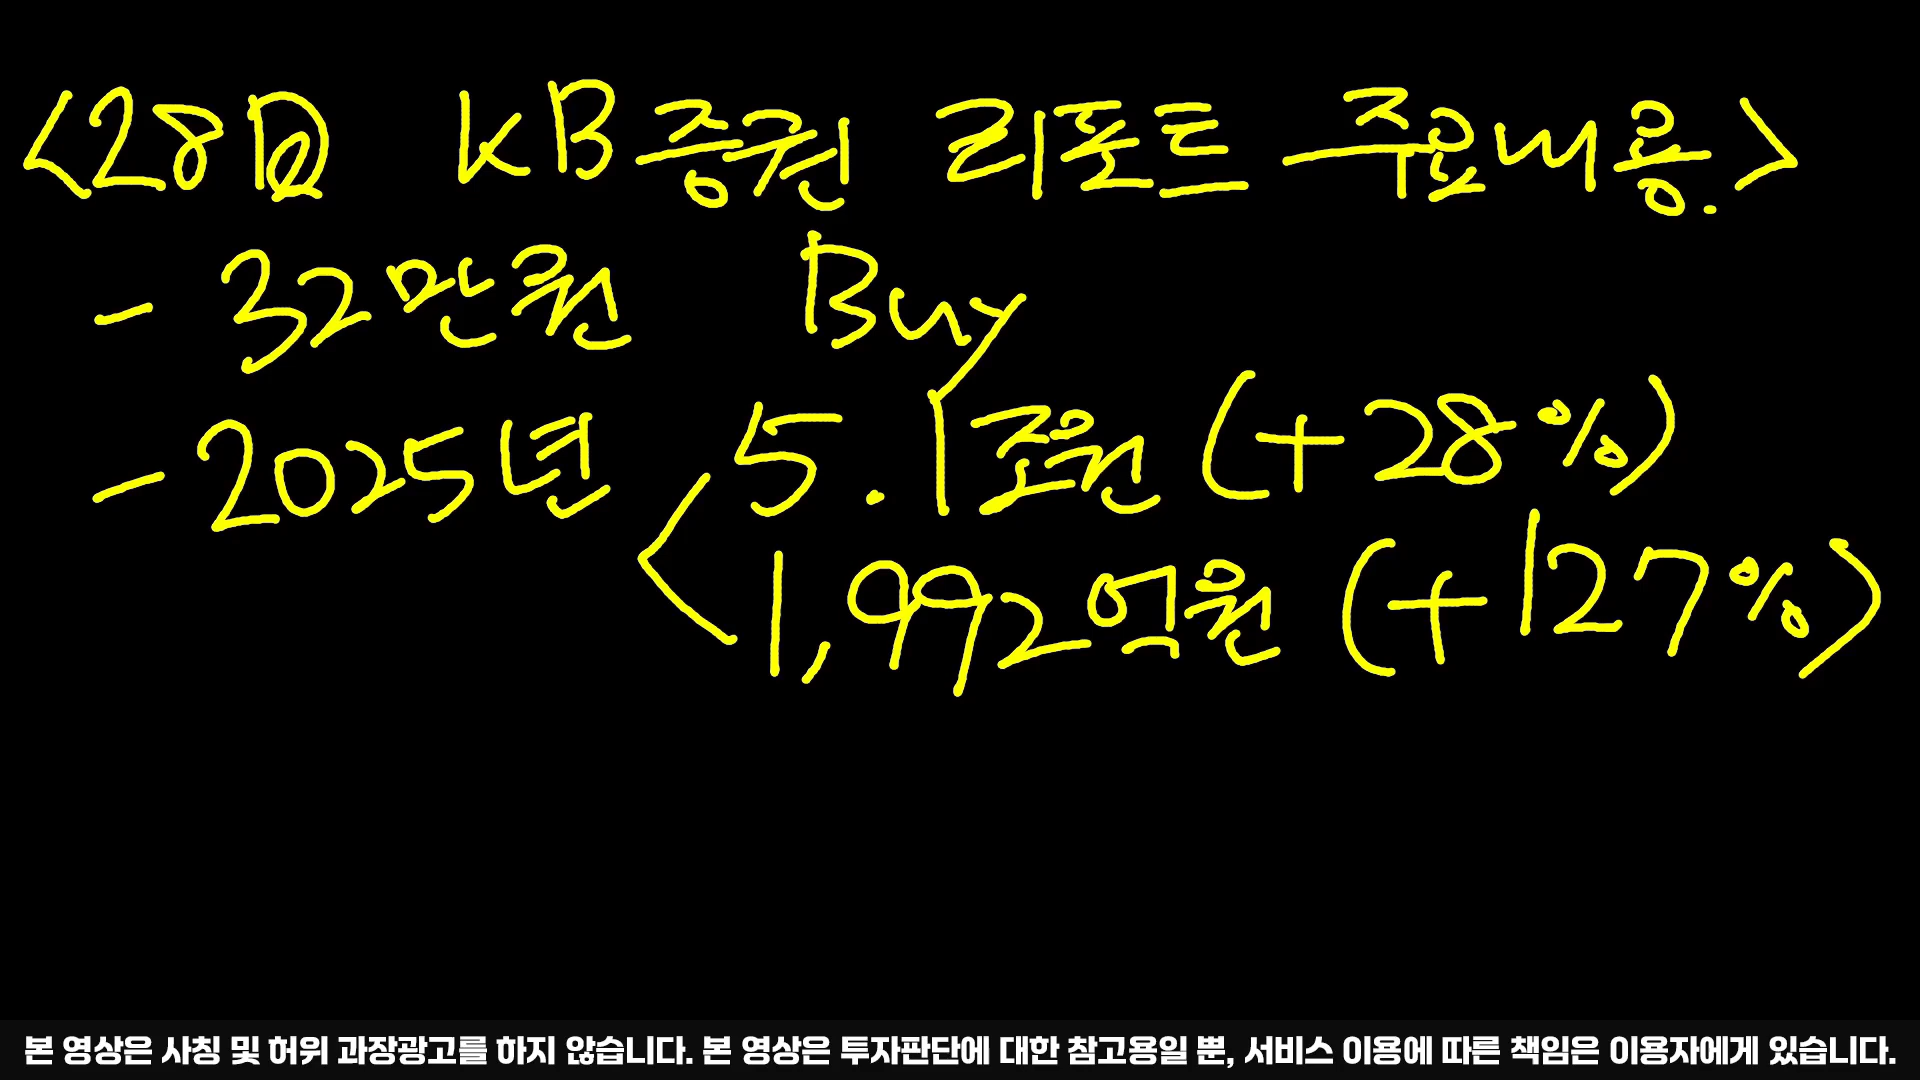 <28일 KB증권 리포트 주요내용.>
- 32만원 Buy
- 2025년 < 5.1조원 (+28%)
1,992억원 (+127%)
본 영상은 사칭 및 허위 과장광고를 하지 않습니다. 본 영상은 투자판단에 대한 참고용일 뿐, 서비스 이용에 따른 책임은 이용자에게 있습니다.